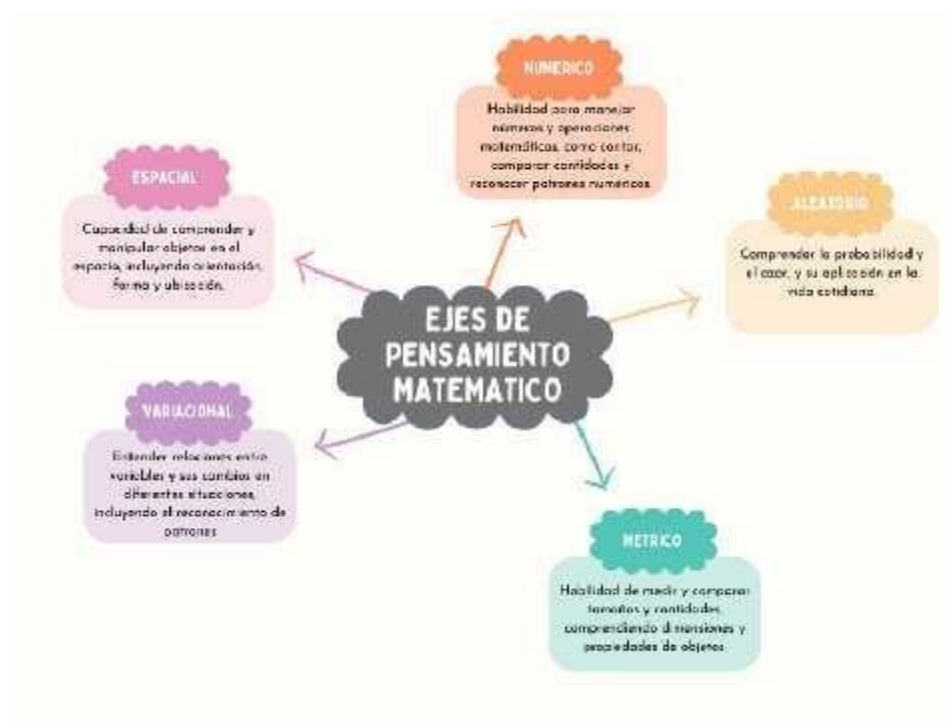 NUMERICO
Habilidad para manejar
números y operaciones
matemáticas, como contar,
comparar cantidades y
reconocer patrones numéricos
ESPACIAL
Capacidad de comprender y
manipular objetos en el
espacio, incluyendo orientación,
forma y ubicación.
ALEATORIO
Comprender la probabilidad y
el azar, y su aplicación en la
vida cotidiana.
EJES DE
PENSAMIENTO
MATEMATICO
VARIACIONAL
Entender relaciones entre
variables y sus cambios en
diferentes situaciones,
incluyendo el reconocimiento de
patrones
METRICO
Habilidad de medir y comparar
tamaños y cantidades,
comprendiendo dimensiones y
propiedades de objetos